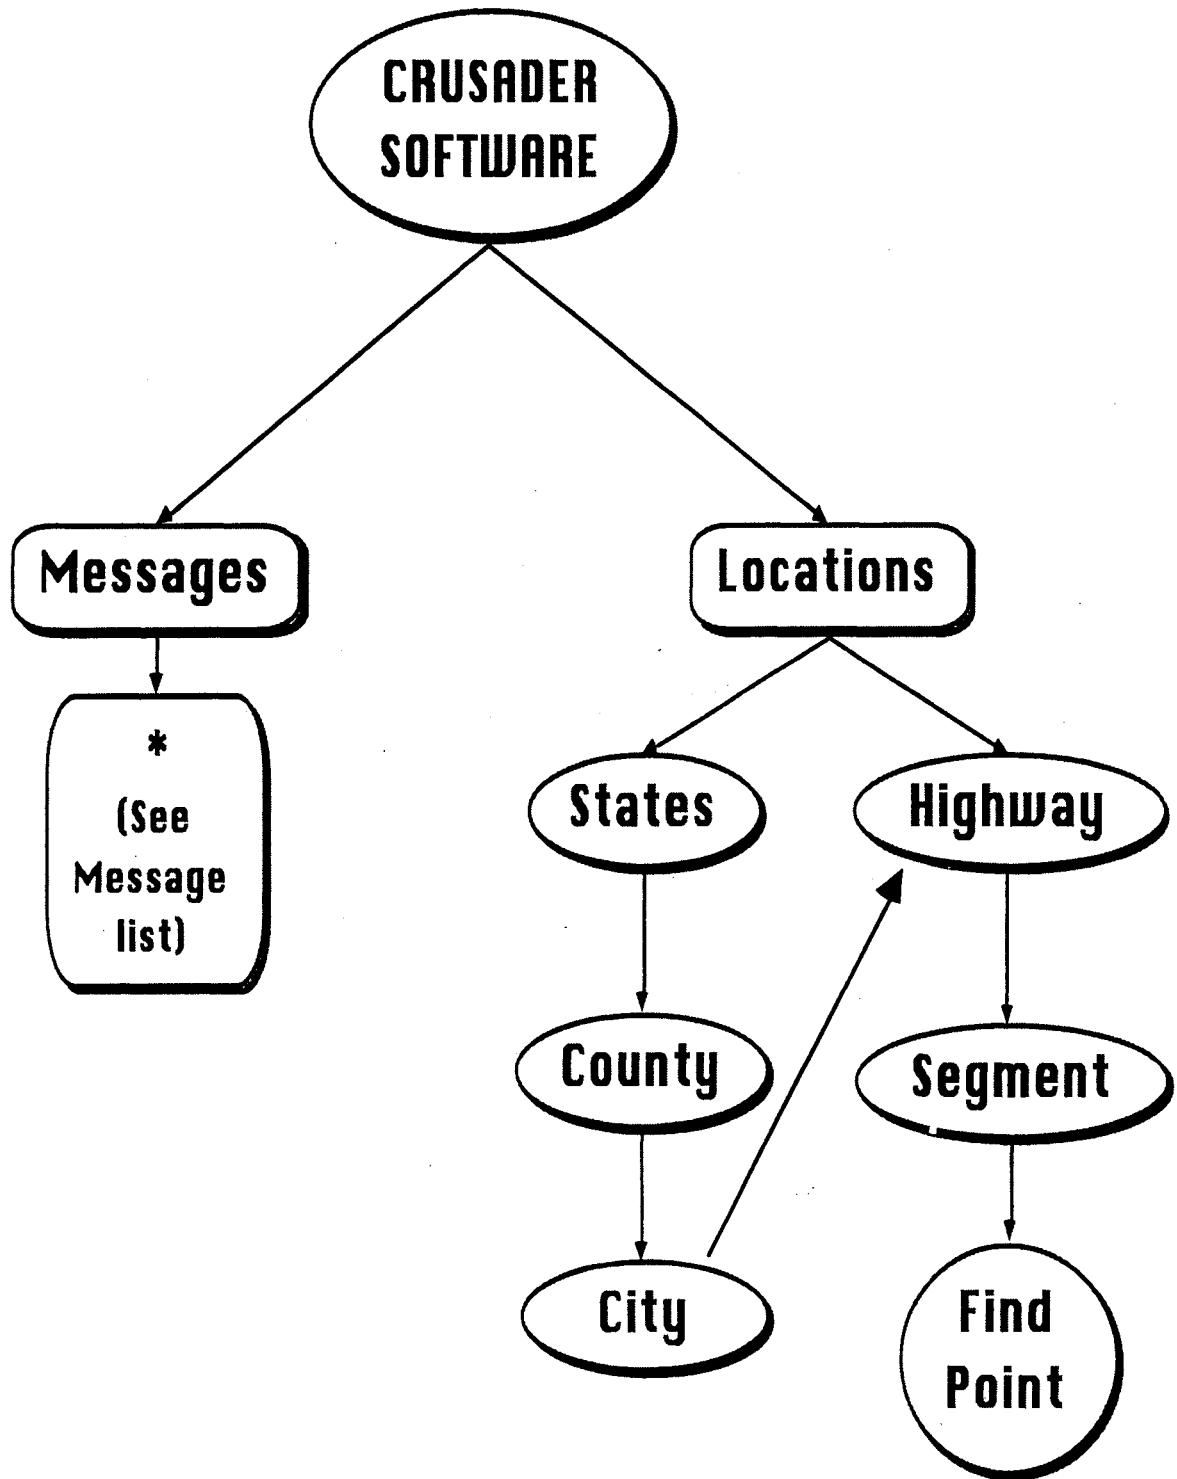 CRUSADER
SOFTWARE
Messages
Locations
*
(See
Message
list)
States
Highway
County
Segment
City
Find
Point